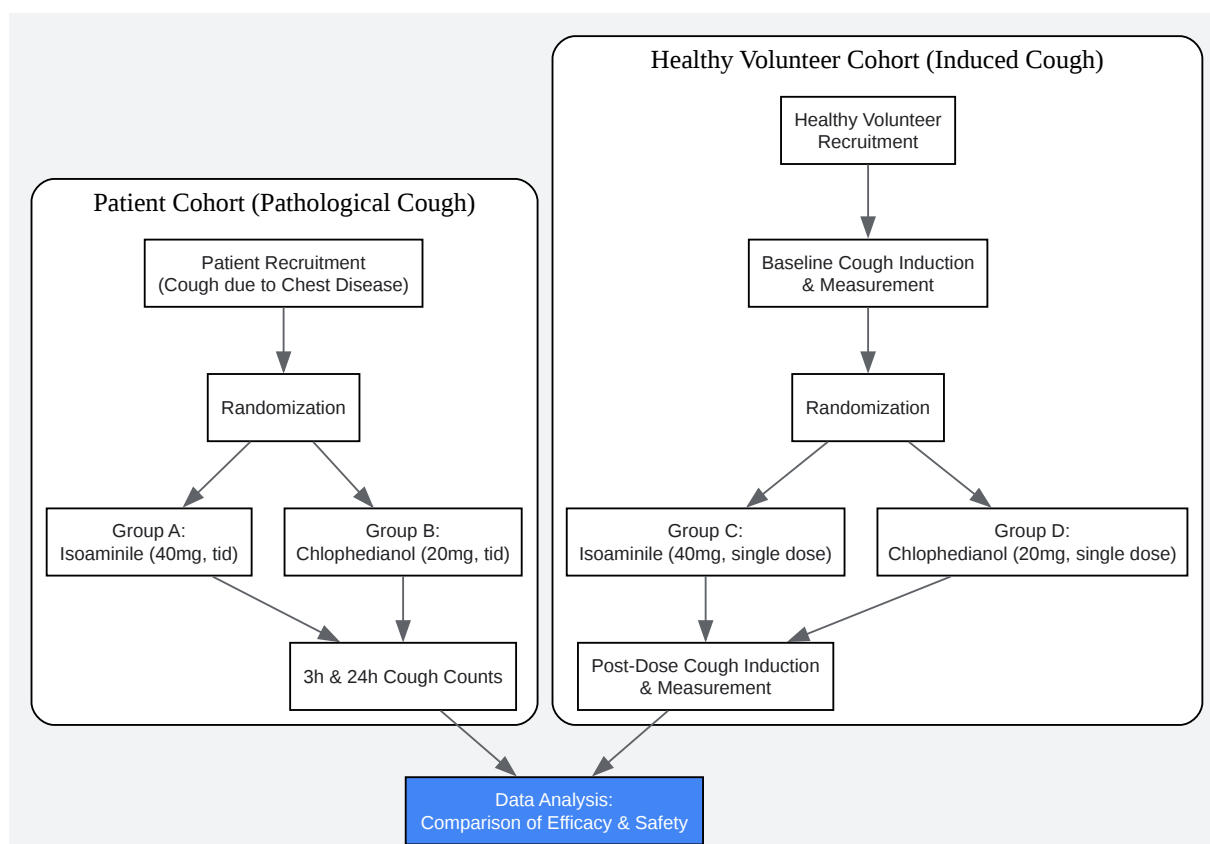 Patient Cohort (Pathological Cough)
Patient Recruitment
(Cough due to Chest Disease)
Randomization
Group A:
Isoaminile (40mg, tid)
Group B:
Chlophedianol (20mg, tid)
3h & 24h Cough Counts
Healthy Volunteer Cohort (Induced Cough)
Healthy Volunteer
Recruitment
Baseline Cough Induction
& Measurement
Randomization
Group C:
Isoaminile (40mg, single dose)
Group D:
Chlophedianol (20mg, single dose)
Post-Dose Cough Induction
& Measurement
Data Analysis:
Comparison of Efficacy & Safety